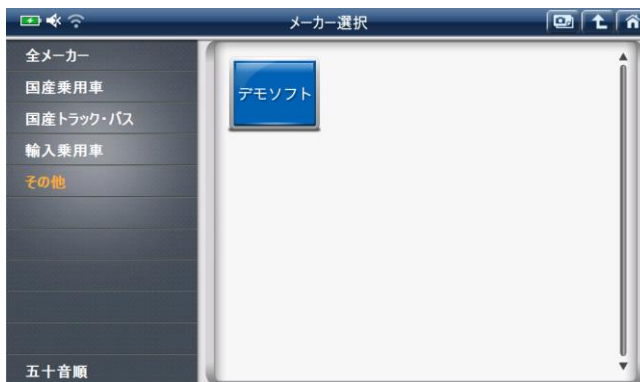 メーカー選択
全メーカー
国産乗用車
国産トラック・バス
輸入乗用車
その他
五十音順
デモソフト